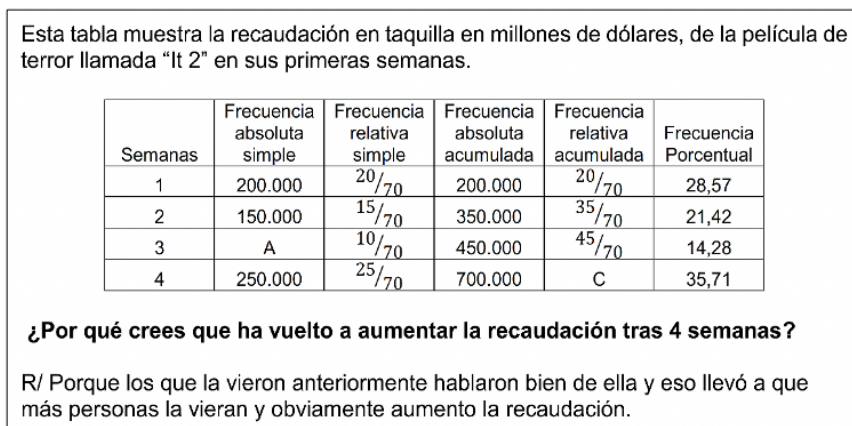 Esta tabla muestra la recaudación en taquilla en millones de dólares, de la película de
terror llamada “It 2” en sus primeras semanas.
Semanas | Frecuencia absoluta simple | Frecuencia relativa simple | Frecuencia absoluta acumulada | Frecuencia relativa acumulada | Frecuencia Porcentual
1 | 200.000 | 20/70 | 200.000 | 20/70 | 28,57
2 | 150.000 | 15/70 | 350.000 | 35/70 | 21,42
3 | A | 10/70 | 450.000 | 45/70 | 14,28
4 | 250.000 | 25/70 | 700.000 | C | 35,71
¿Por qué crees que ha vuelto a aumentar la recaudación tras 4 semanas?
R/ Porque los que la vieron anteriormente hablaron bien de ella y eso llevó a que
más personas la vieran y obviamente aumento la recaudación.